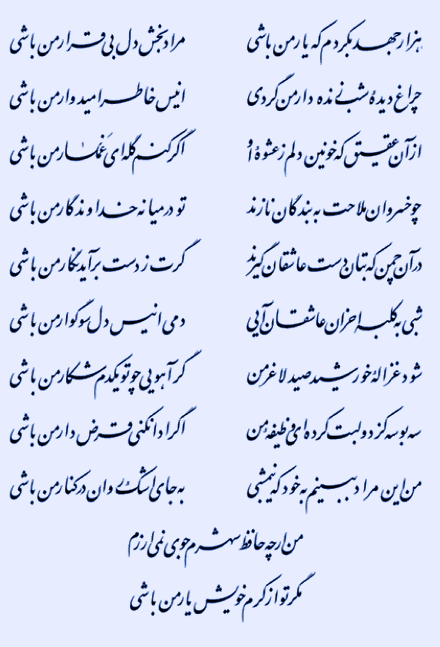 هزار جهد بکردم که یار من باشی مرادبخش دل بی‌قرار من باشی
چراغ دیدهٔ شب زنده دار من گردی انیس خاطر امیدوار من باشی
از آن عقیق که خونین دلم ز عشوهٔ او اگر کنم گله‌ای غمگسار من باشی
چو خسروان ملاحت به بندگان نازند تو در میانه خداوندگار من باشی
در آن چمن که بتان دست عاشقان گیرند گرت ز دست برآید نگار من باشی
شبی به کلبه احزان عاشقان آیی دمی انیس دل سوگوار من باشی
شود غزالهٔ خورشید صید لاغر من گر آهویی چو تو یکدم شکار من باشی
سه بوسه کز دو لبت کرده‌ای وظیفهٔ من اگر ادا نکنی قرض دار من باشی
من این مراد ببینم به خود که نیمشبی به جای اشک روان در کنار من باشی
من ارچه حافظ شهرم جوی نمی‌ارزم
مگر تو از کرم خویش یار من باشی